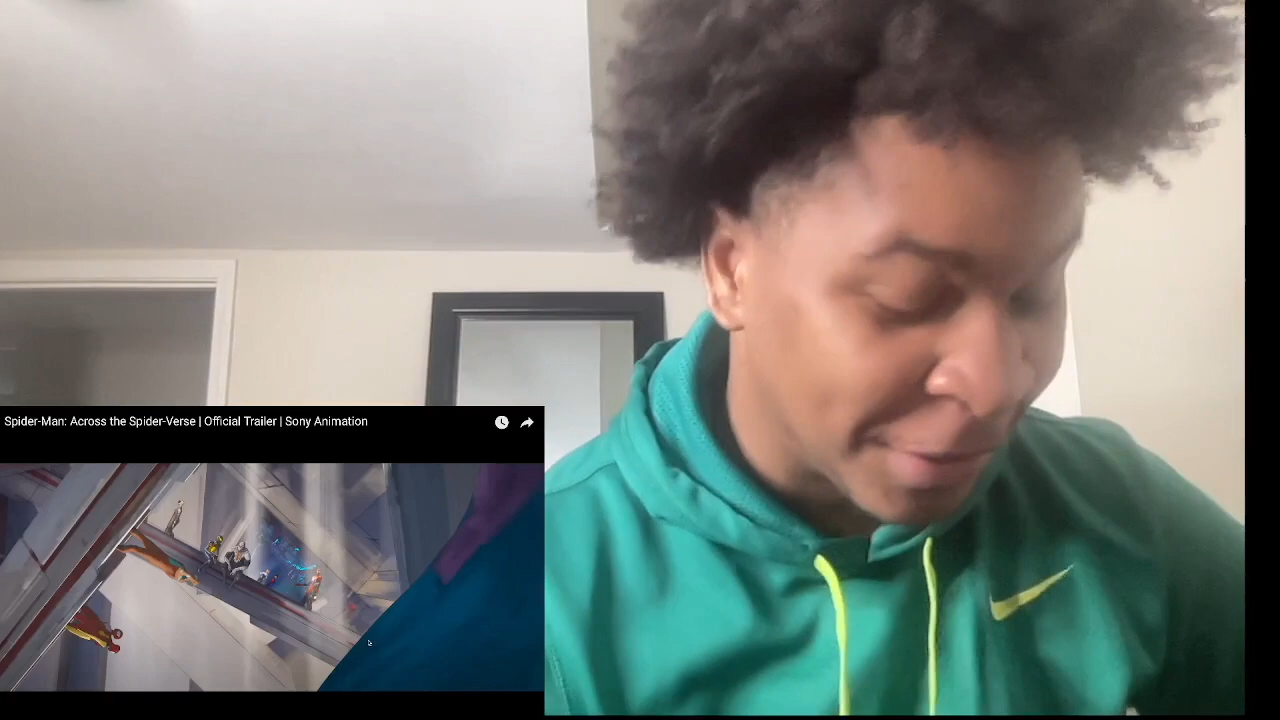 Spider-Man: Across the Spider-Verse | Official Trailer | Sony Animation